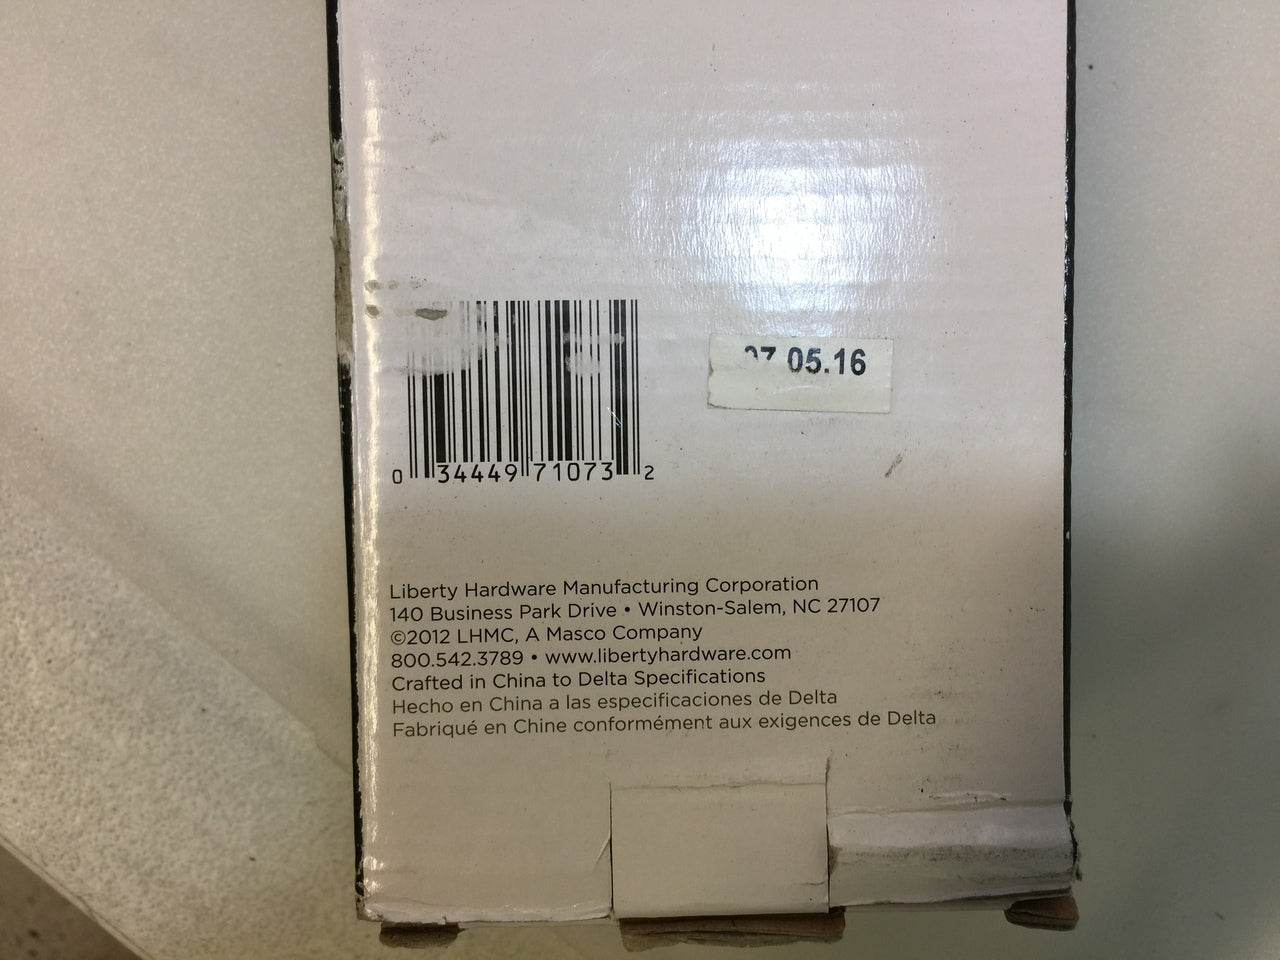 05.16
0 34449 71073 2
Liberty Hardware Manufacturing Corporation
140 Business Park Drive • Winston-Salem, NC 27107
©2012 LHMC, A Masco Company
800.542.3789 • www.libertyhardware.com
Crafted in China to Delta Specifications
Hecho en China a las especificaciones de Delta
Fabriqué en Chine conformément aux exigences de Delta